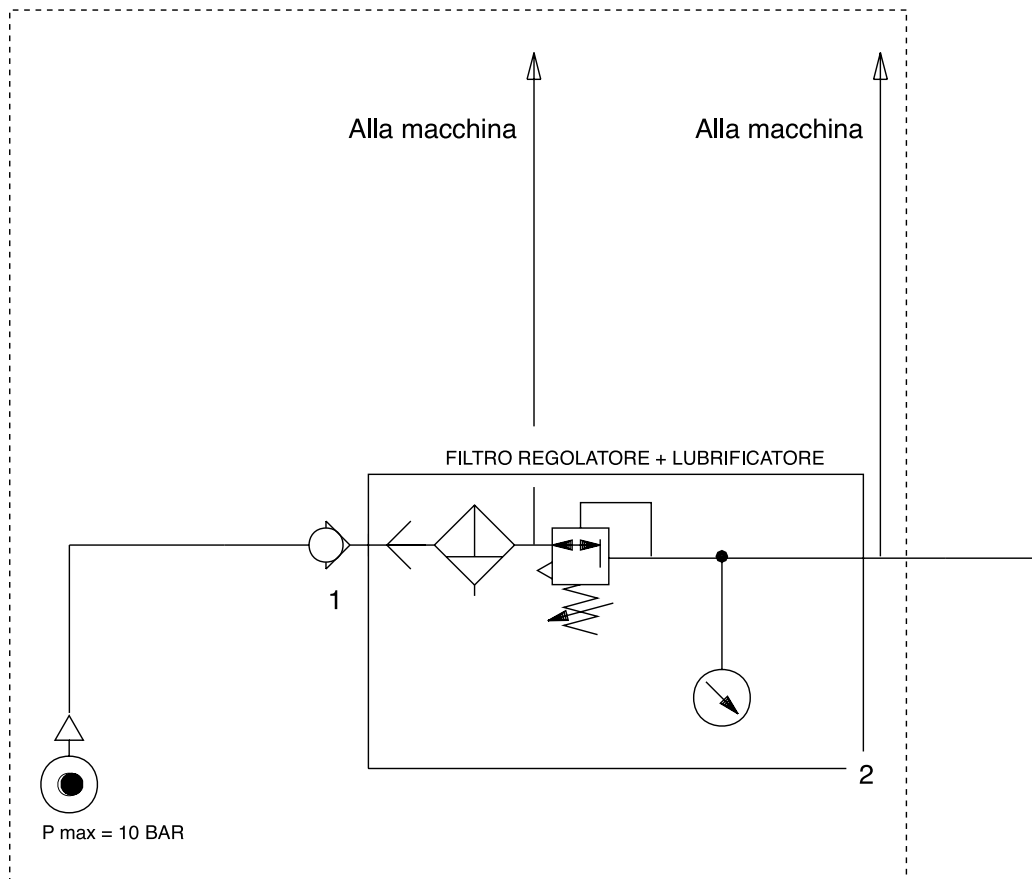 Alla macchina
Alla macchina
FILTRO REGOLATORE + LUBRIFICATORE
1
2
P max = 10 BAR